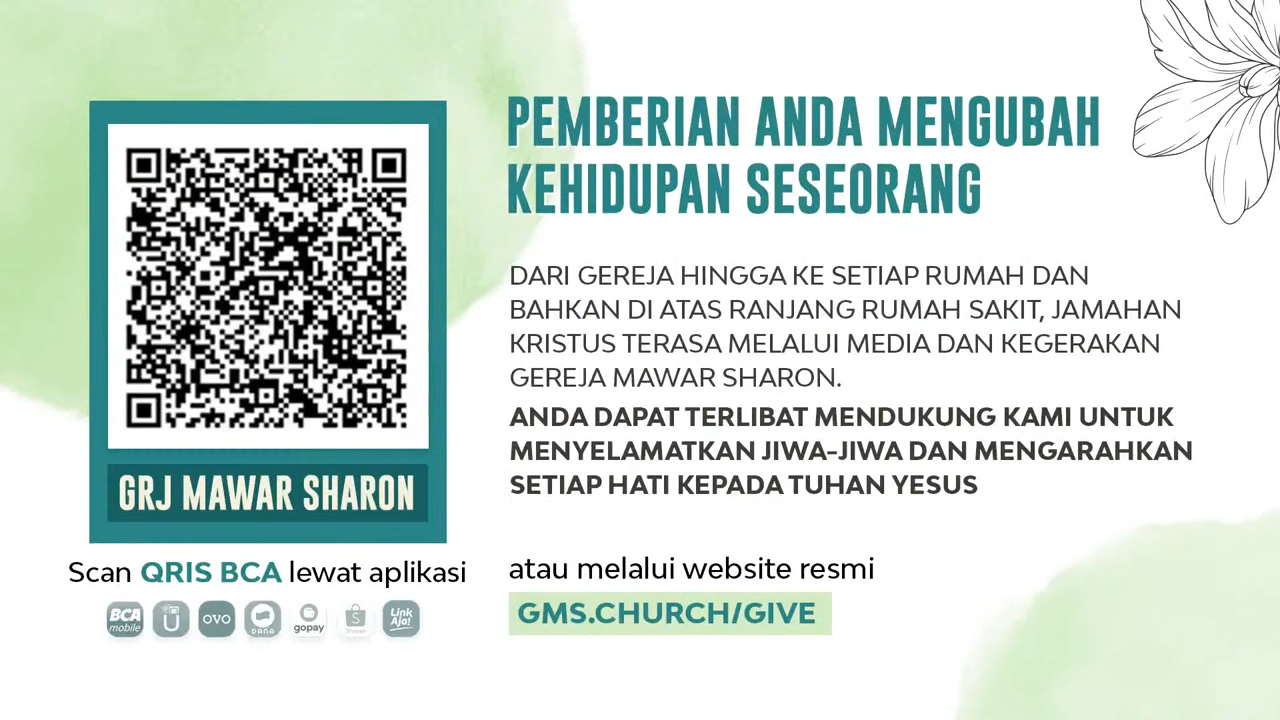 PEMBERIAN ANDA MENGUBAH
KEHIDUPAN SESEORANG
DARI GEREJA HINGGA KE SETIAP RUMAH DAN
BAHKAN DI ATAS RANJANG RUMAH SAKIT, JAMAHAN
KRISTUS TERASA MELALUI MEDIA DAN KEGERAKAN
GEREJA MAWAR SHARON.
ANDA DAPAT TERLIBAT MENDUKUNG KAMI UNTUK
MENYELAMATKAN JIWA-JIWA DAN MENGARAHKAN
SETIAP HATI KEPADA TUHAN YESUS
GRJ MAWAR SHARON
Scan QRIS BCA lewat aplikasi
BCA mobile U OVO DANA gopay Shopee Link Aja!
atau melalui website resmi
GMS.CHURCH/GIVE